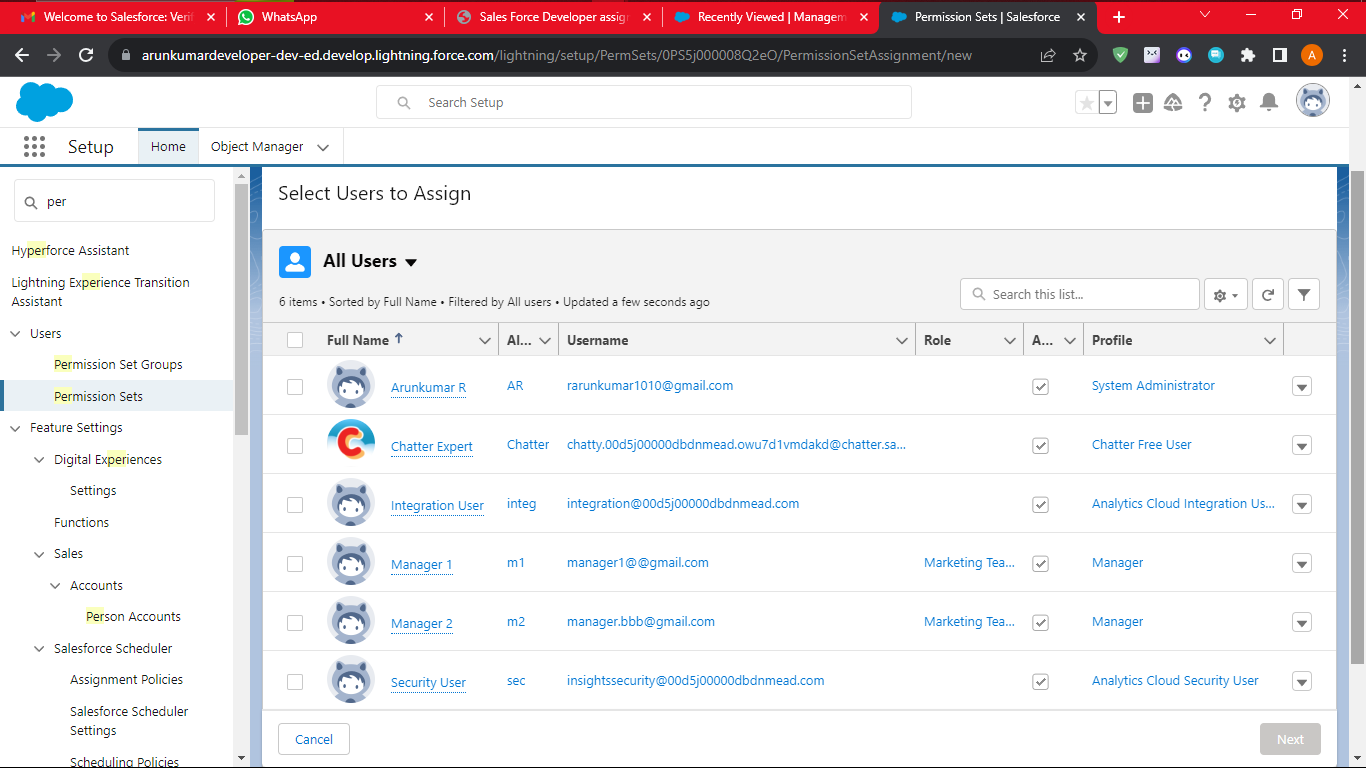 Welcome to Salesforce: Verif
WhatsApp
Sales Force Developer assign
Recently Viewed | Managem
Permission Sets | Salesforce
arunkumardeveloper-dev-ed.develop.lightning.force.com/lightning/setup/PermSets/0PS5j000008Q2eO/PermissionSetAssignment/new
A
Search Setup
Setup
Home
Object Manager
per
Hyperforce Assistant
Lightning Experience Transition
Assistant
Users
Permission Set Groups
Permission Sets
Feature Settings
Digital Experiences
Settings
Functions
Sales
Accounts
Person Accounts
Salesforce Scheduler
Assignment Policies
Salesforce Scheduler
Settings
Scheduling Policies
Select Users to Assign
All Users
6 items • Sorted by Full Name • Filtered by All users • Updated a few seconds ago
Search this list...
Full Name ↑ Al... Username Role A... Profile
Arunkumar R AR rarunkumar1010@gmail.com System Administrator
Chatter Expert Chatter chatty.00d5j00000dbdnmead.owu7d1vmdakd@chatter.sa... Chatter Free User
Integration User integ integration@00d5j00000dbdnmead.com Analytics Cloud Integration Us...
Manager 1 m1 manager1@@gmail.com Marketing Tea... Manager
Manager 2 m2 manager.bbb@gmail.com Marketing Tea... Manager
Security User sec insightssecurity@00d5j00000dbdnmead.com Analytics Cloud Security User
Cancel
Next